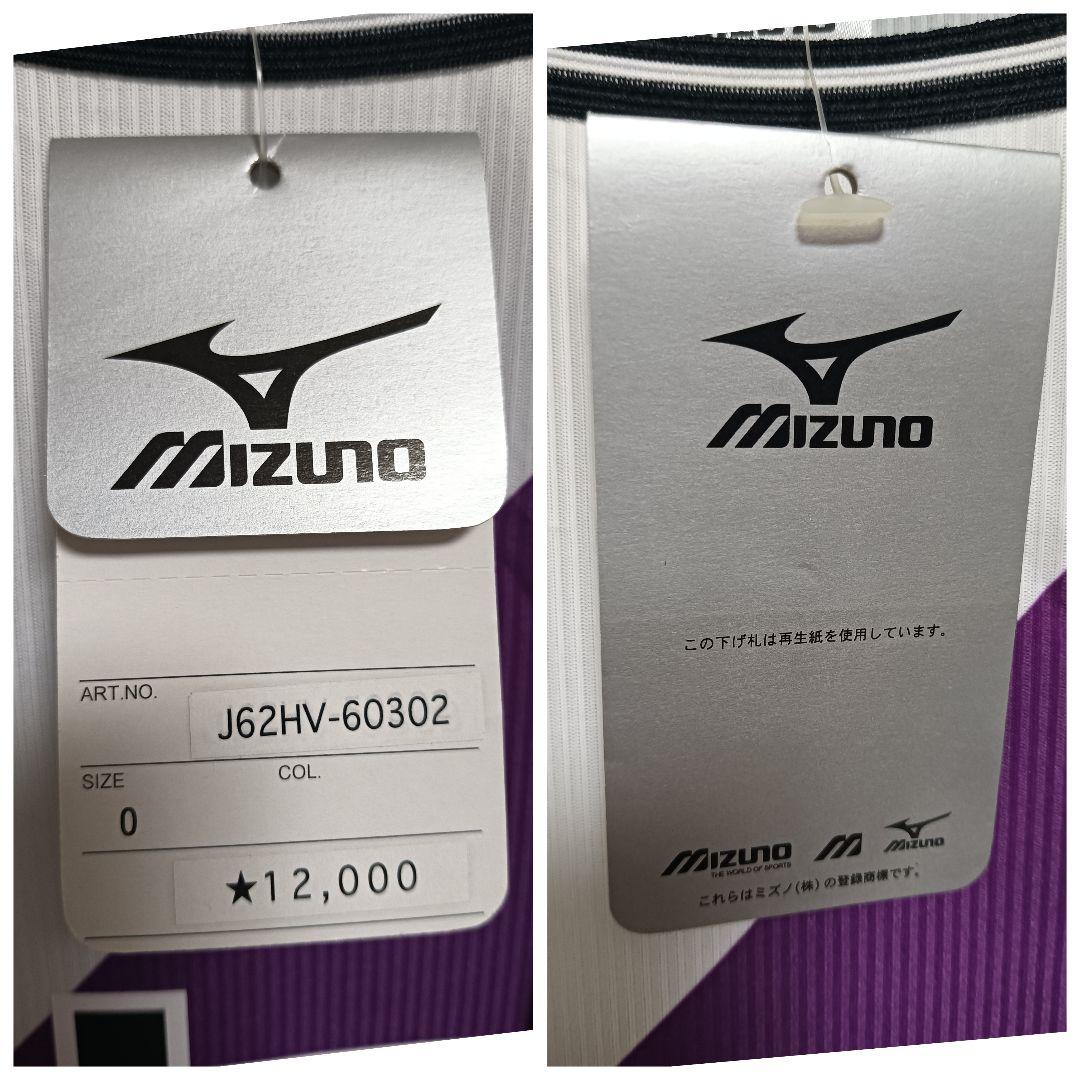 MIZUNO
ART.NO.
J62HV-60302
SIZE
COL.
0
★12,000
MIZUNO
この下げ札は再生紙を使用しています。
MIZUNO
THE WORLD OF SPORTS
M
MIZUNO
これらはミズノ(株)の登録商標です。